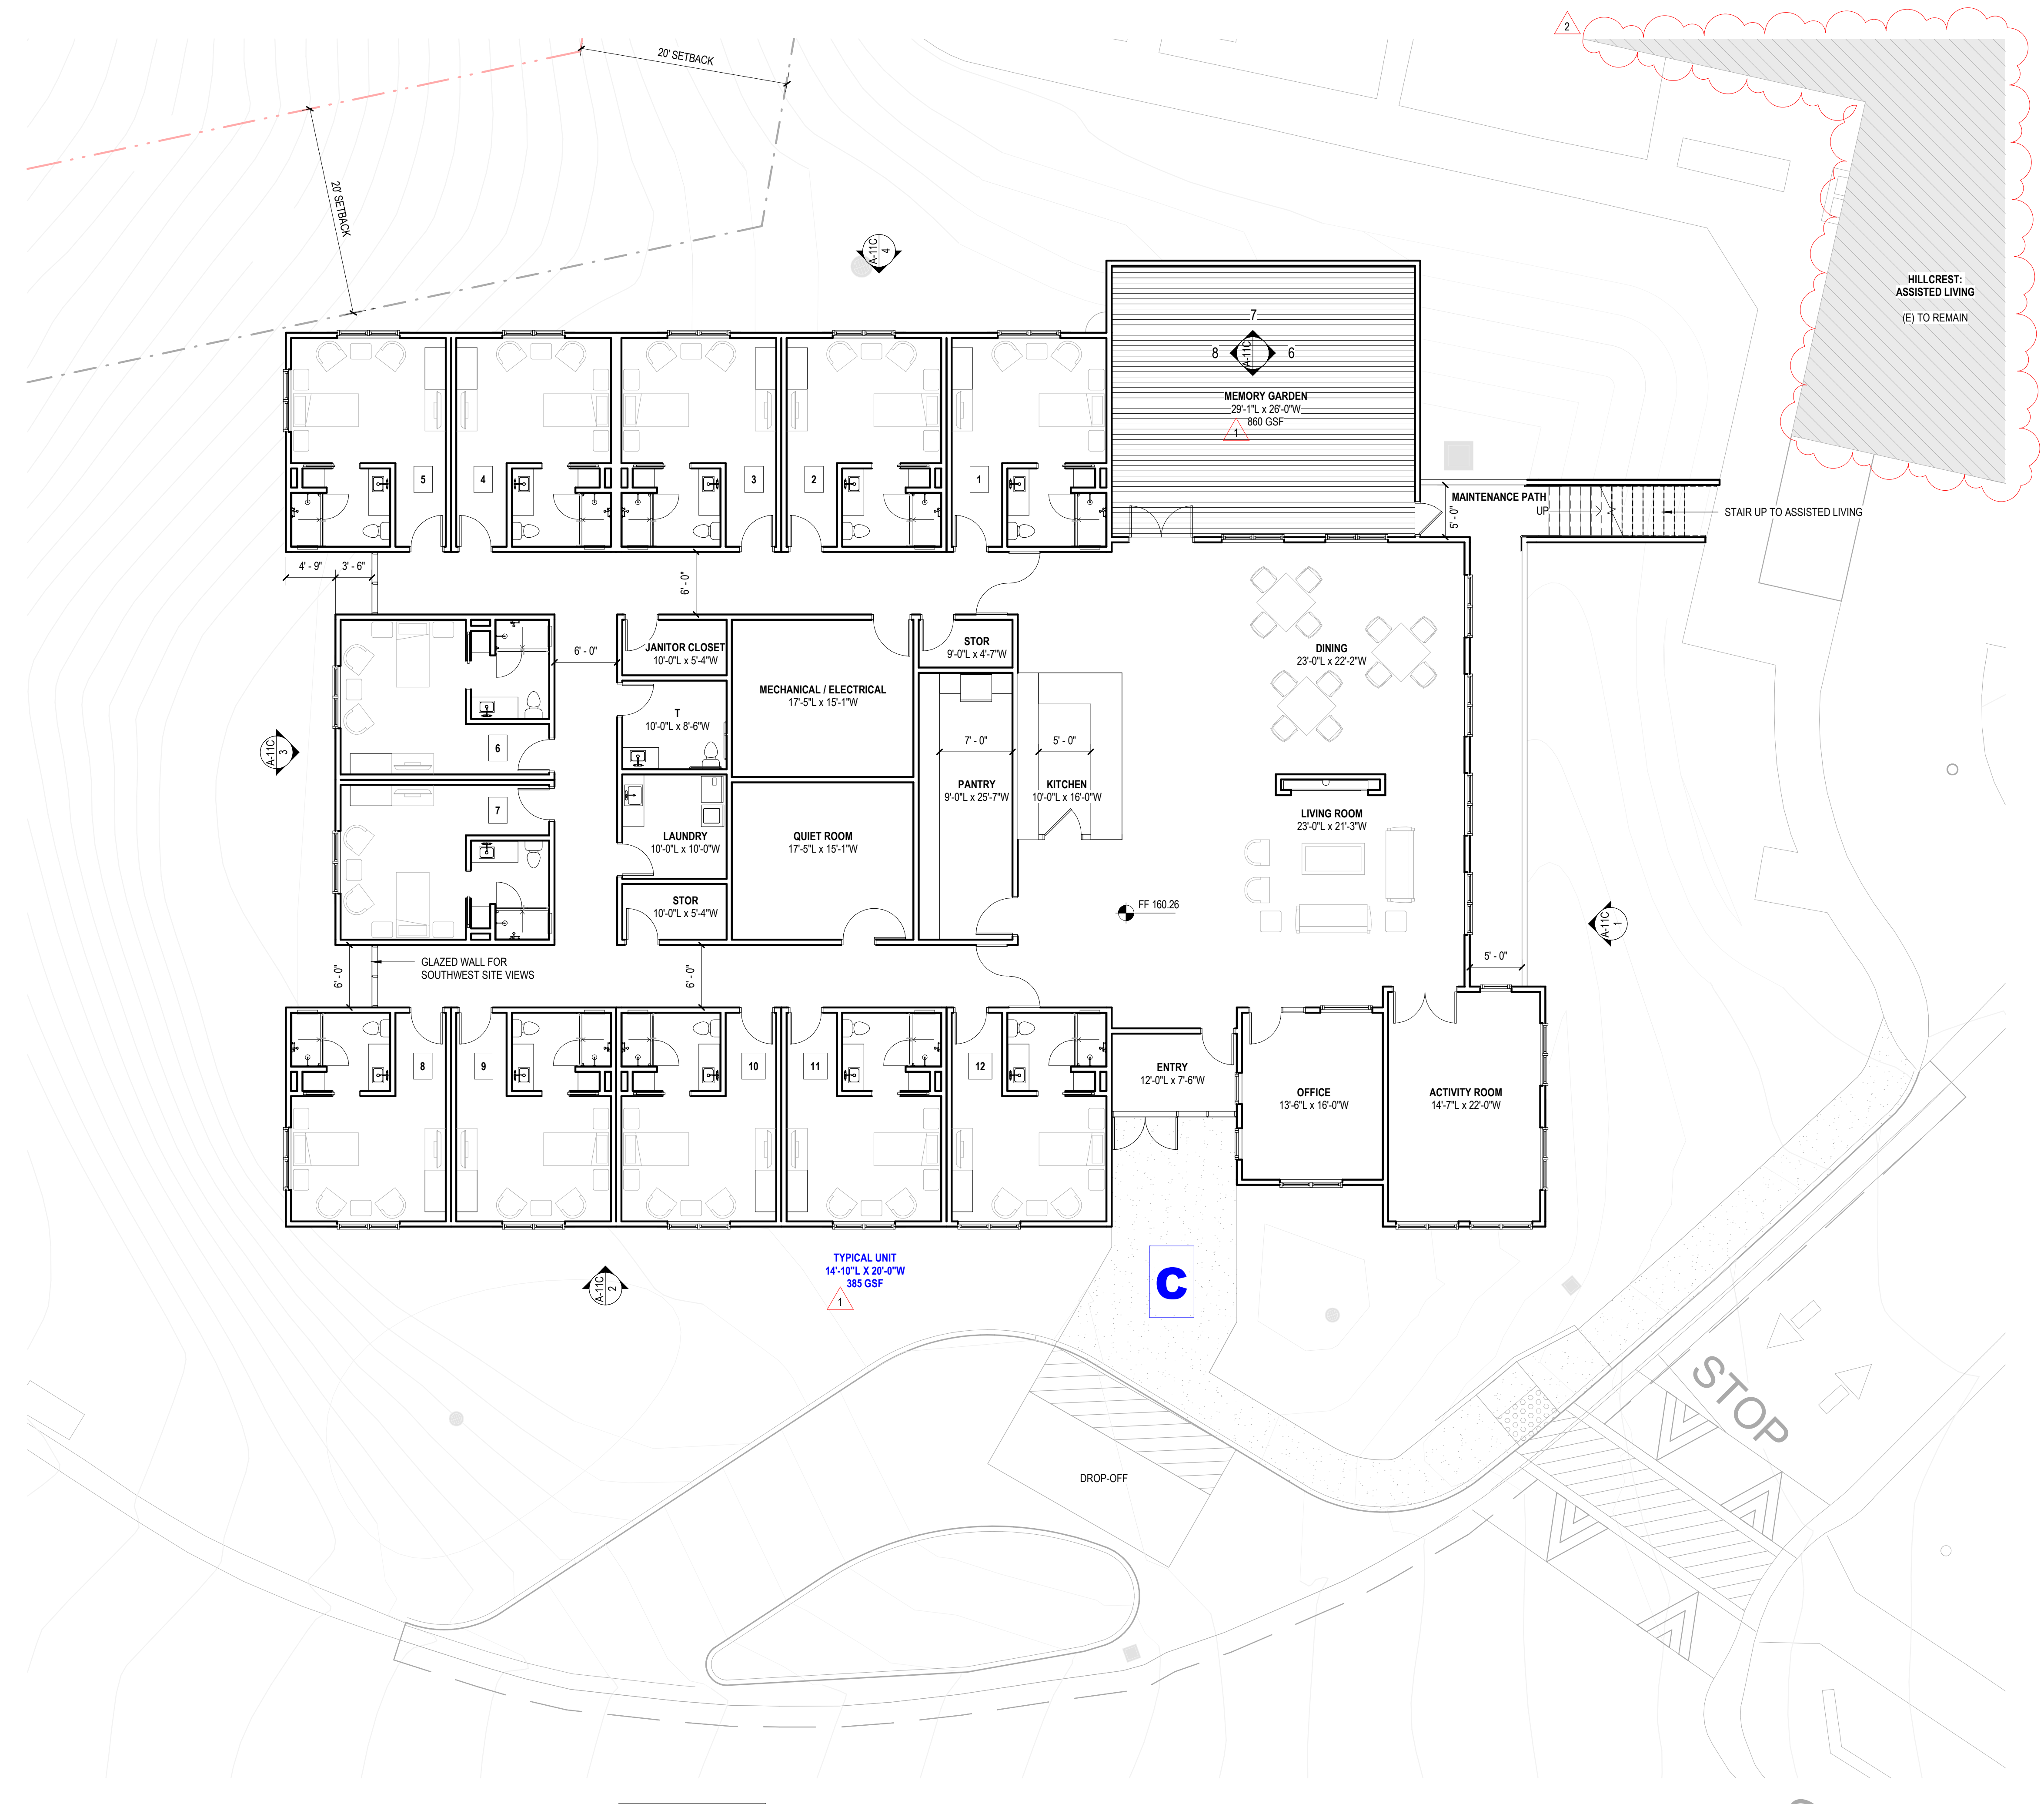 2
20' SETBACK
20' SETBACK
A-11C
4
HILLCREST:
ASSISTED LIVING
(E) TO REMAIN
7
8
A-11C
6
MEMORY GARDEN
29'-1"L x 26'-0"W
860 GSF
1
5
4
3
2
1
MAINTENANCE PATH
UP
5' - 0"
STAIR UP TO ASSISTED LIVING
4' - 9"
3' - 6"
6' - 0"
6' - 0"
JANITOR CLOSET
10'-0"L x 5'-4"W
STOR
9'-0"L x 4'-7"W
DINING
23'-0"L x 22'-2"W
MECHANICAL / ELECTRICAL
17'-5"L x 15'-1"W
T
10'-0"L x 8'-6"W
A-11C
3
6
7' - 0"
5' - 0"
PANTRY
9'-0"L x 25'-7"W
KITCHEN
10'-0"L x 16'-0"W
7
LIVING ROOM
23'-0"L x 21'-3"W
LAUNDRY
10'-0"L x 10'-0"W
QUIET ROOM
17'-5"L x 15'-1"W
STOR
10'-0"L x 5'-4"W
FF 160.26
A-11C
1
GLAZED WALL FOR
SOUTHWEST SITE VIEWS
6' - 0"
6' - 0"
5' - 0"
8
9
10
11
12
ENTRY
12'-0"L x 7'-6"W
OFFICE
13'-6"L x 16'-0"W
ACTIVITY ROOM
14'-7"L x 22'-0"W
A-11C
2
TYPICAL UNIT
14'-10"L X 20'-0"W
385 GSF
1
C
STOP
DROP-OFF